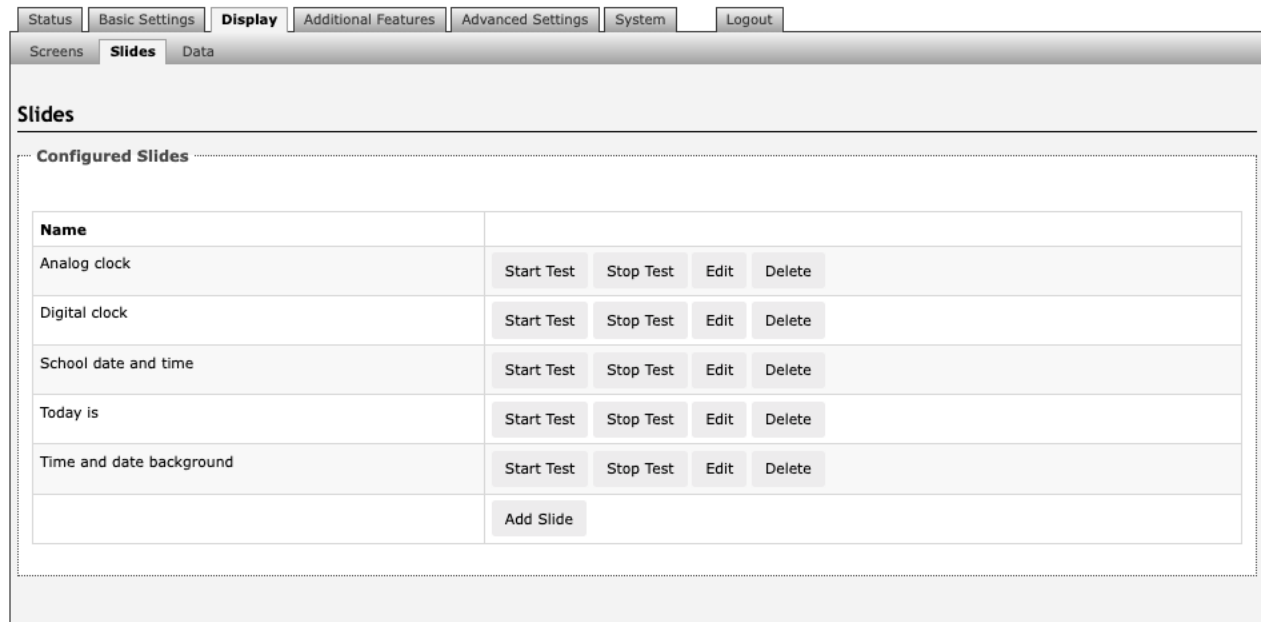 Status Basic Settings Display Additional Features Advanced Settings System Logout
Screens Slides Data
Slides
Configured Slides
Name
Analog clock Start Test Stop Test Edit Delete
Digital clock Start Test Stop Test Edit Delete
School date and time Start Test Stop Test Edit Delete
Today is Start Test Stop Test Edit Delete
Time and date background Start Test Stop Test Edit Delete
Add Slide